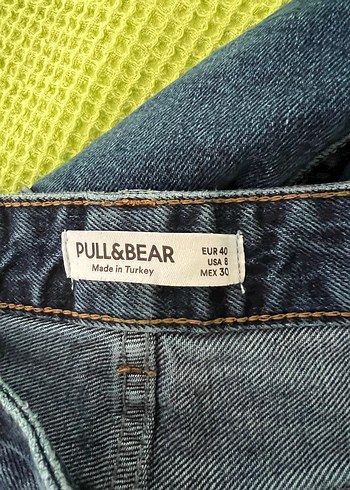 PULL&BEAR
Made in Turkey
EUR 40
USA 8
MEX 30